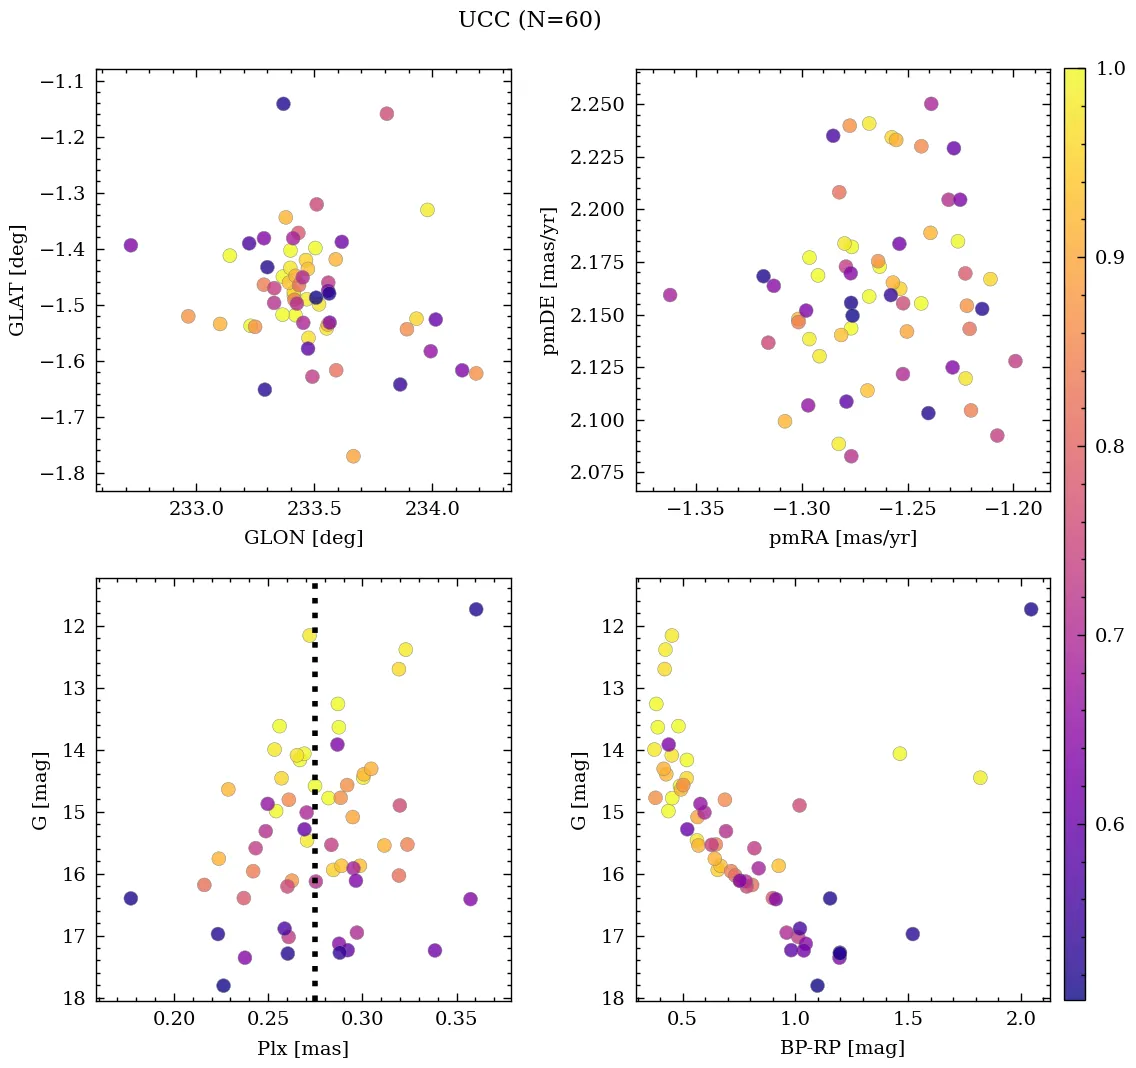 UCC (N=60)
−1.1
−1.2
−1.3
−1.4
−1.5
−1.6
−1.7
−1.8
GLAT [deg]
233.0 233.5 234.0
GLON [deg]
2.250
2.225
2.200
2.175
2.150
2.125
2.100
2.075
pmDE [mas/yr]
−1.35 −1.30 −1.25 −1.20
pmRA [mas/yr]
1.0
0.9
0.8
0.7
0.6
12
13
14
15
16
17
18
G [mag]
0.20 0.25 0.30 0.35
Plx [mas]
12
13
14
15
16
17
18
G [mag]
0.5 1.0 1.5 2.0
BP-RP [mag]